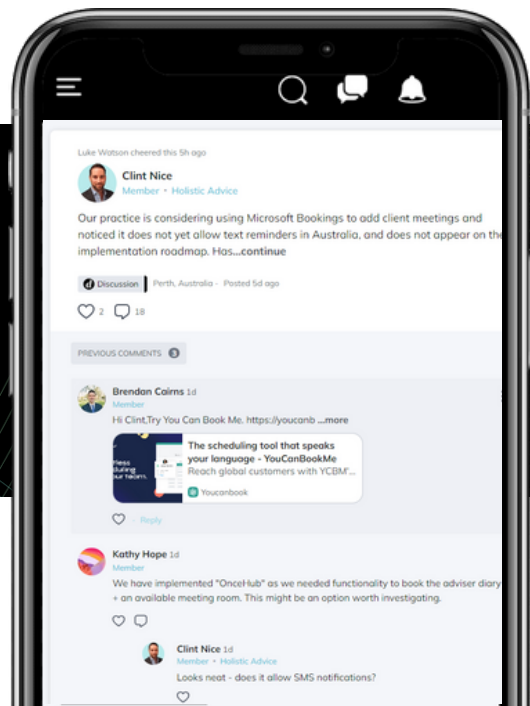 Luke Watson cheered this 5h ago
Clint Nice
Member • Holistic Advice
Our practice is considering using Microsoft Bookings to add client meetings and
noticed it does not yet allow text reminders in Australia, and does not appear on the
implementation roadmap. Has...continue
Discussion Perth, Australia - Posted 5d ago
2 18
PREVIOUS COMMENTS 3
Brendan Cairns 1d
Member
Hi Clint,Try You Can Book Me. https://youcanb ...more
The scheduling tool that speaks
your language - YouCanBookMe
Reach global customers with YCBM'...
Youcanbook
- Reply
Kathy Hope 1d
Member
We have implemented "OnceHub" as we needed functionality to book the adviser diary
+ an available meeting room. This might be an option worth investigating.
Clint Nice 1d
Member • Holistic Advice
Looks neat - does it allow SMS notifications?